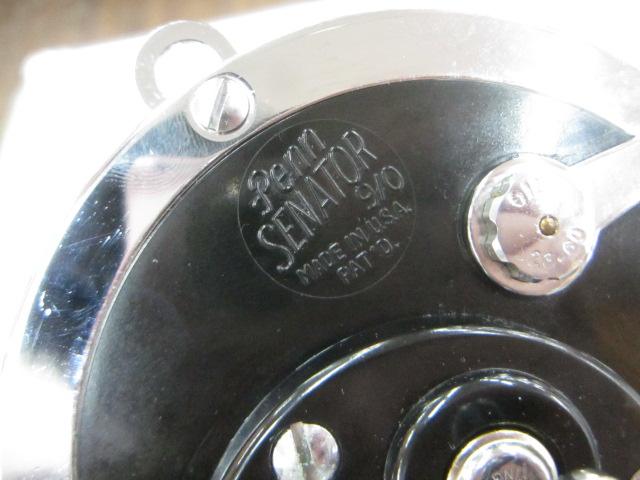 Penn
SENATOR
9/0
MADE IN U.S.A.
PAT'D.